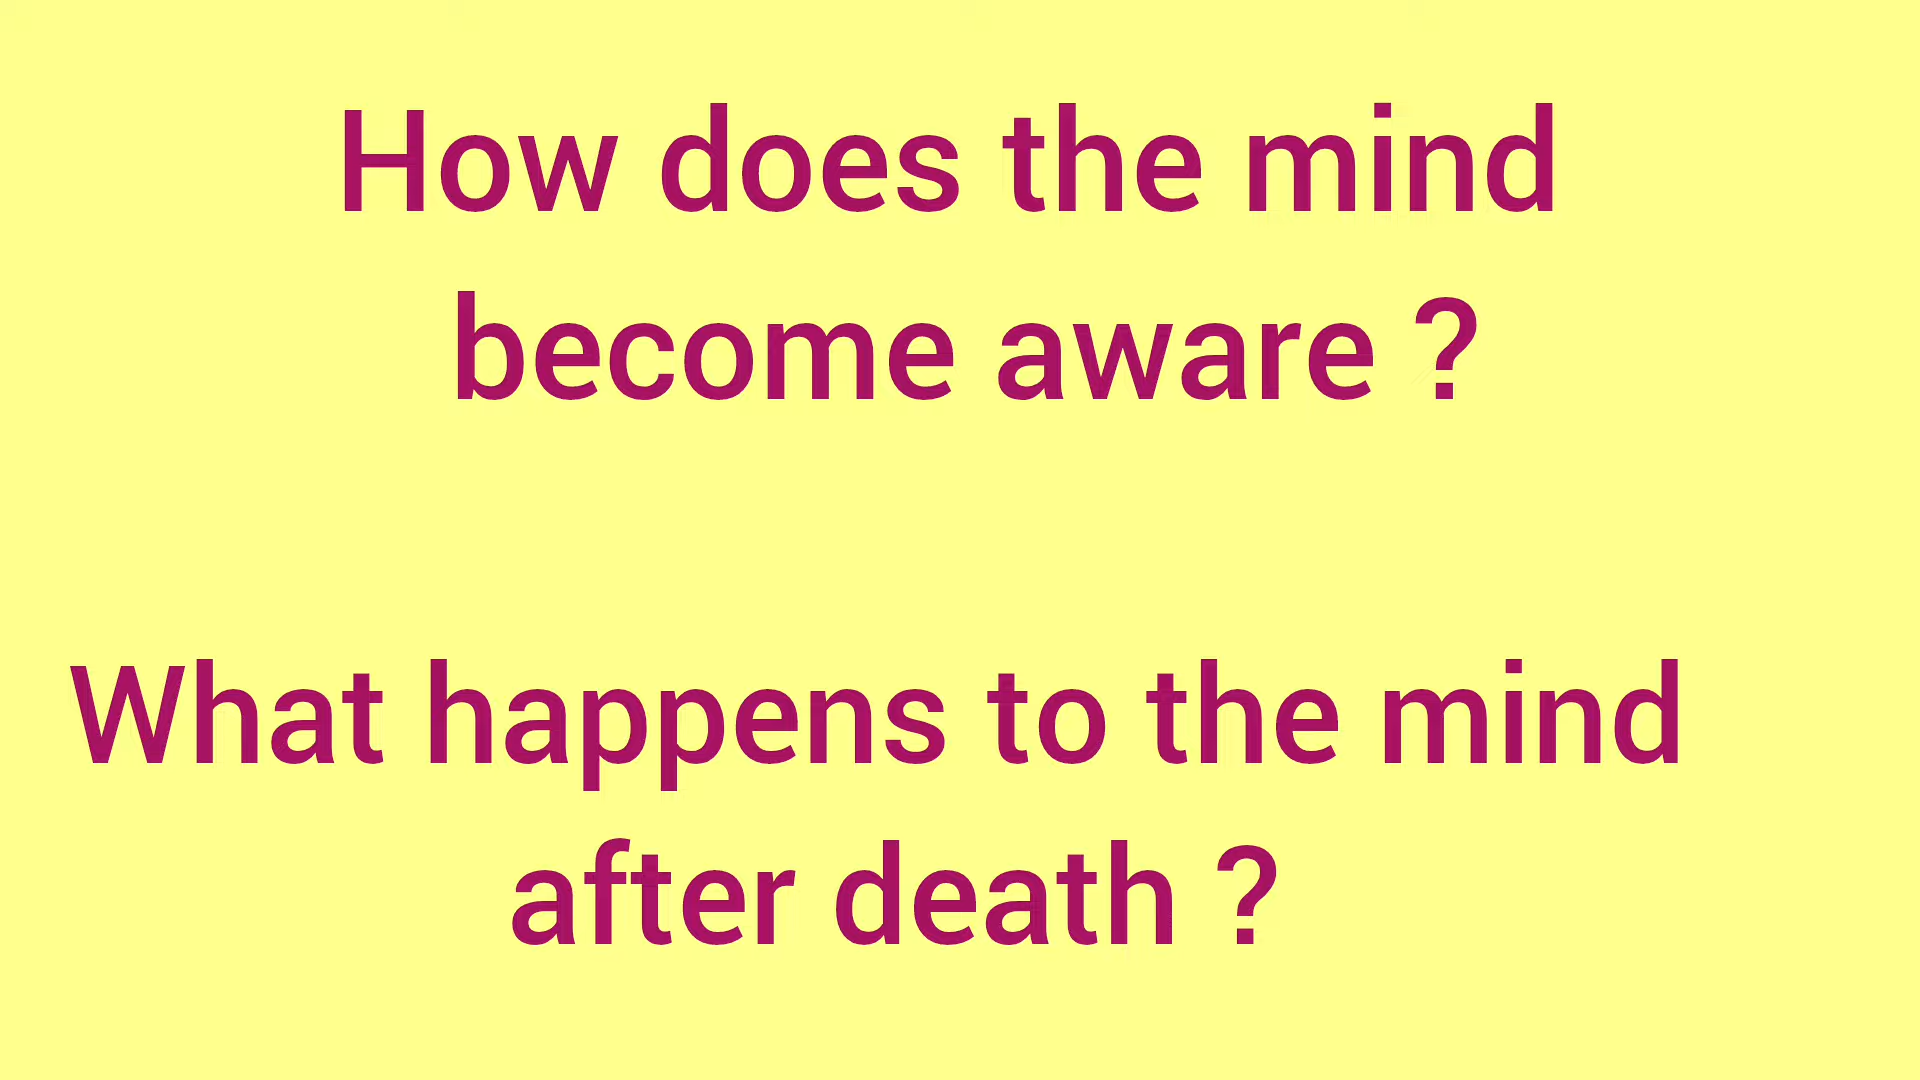 How does the mind
become aware ?
What happens to the mind
after death ?